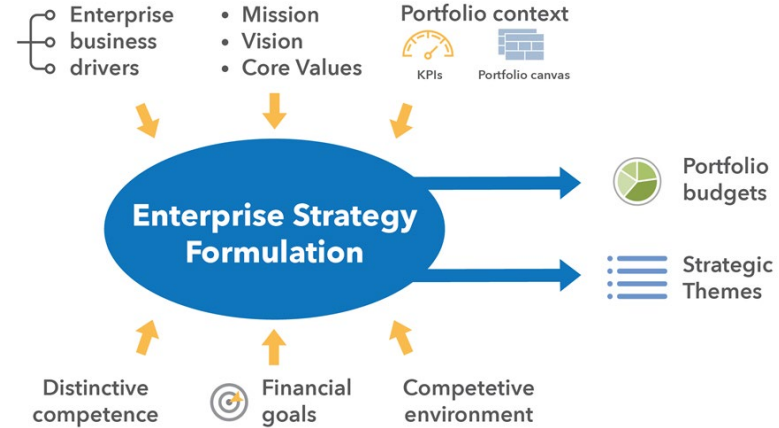 Enterprise
business
drivers
• Mission
• Vision
• Core Values
Portfolio context
KPIs
Portfolio canvas
Enterprise Strategy
Formulation
Portfolio
budgets
Strategic
Themes
Distinctive
competence
Financial
goals
Competetive
environment